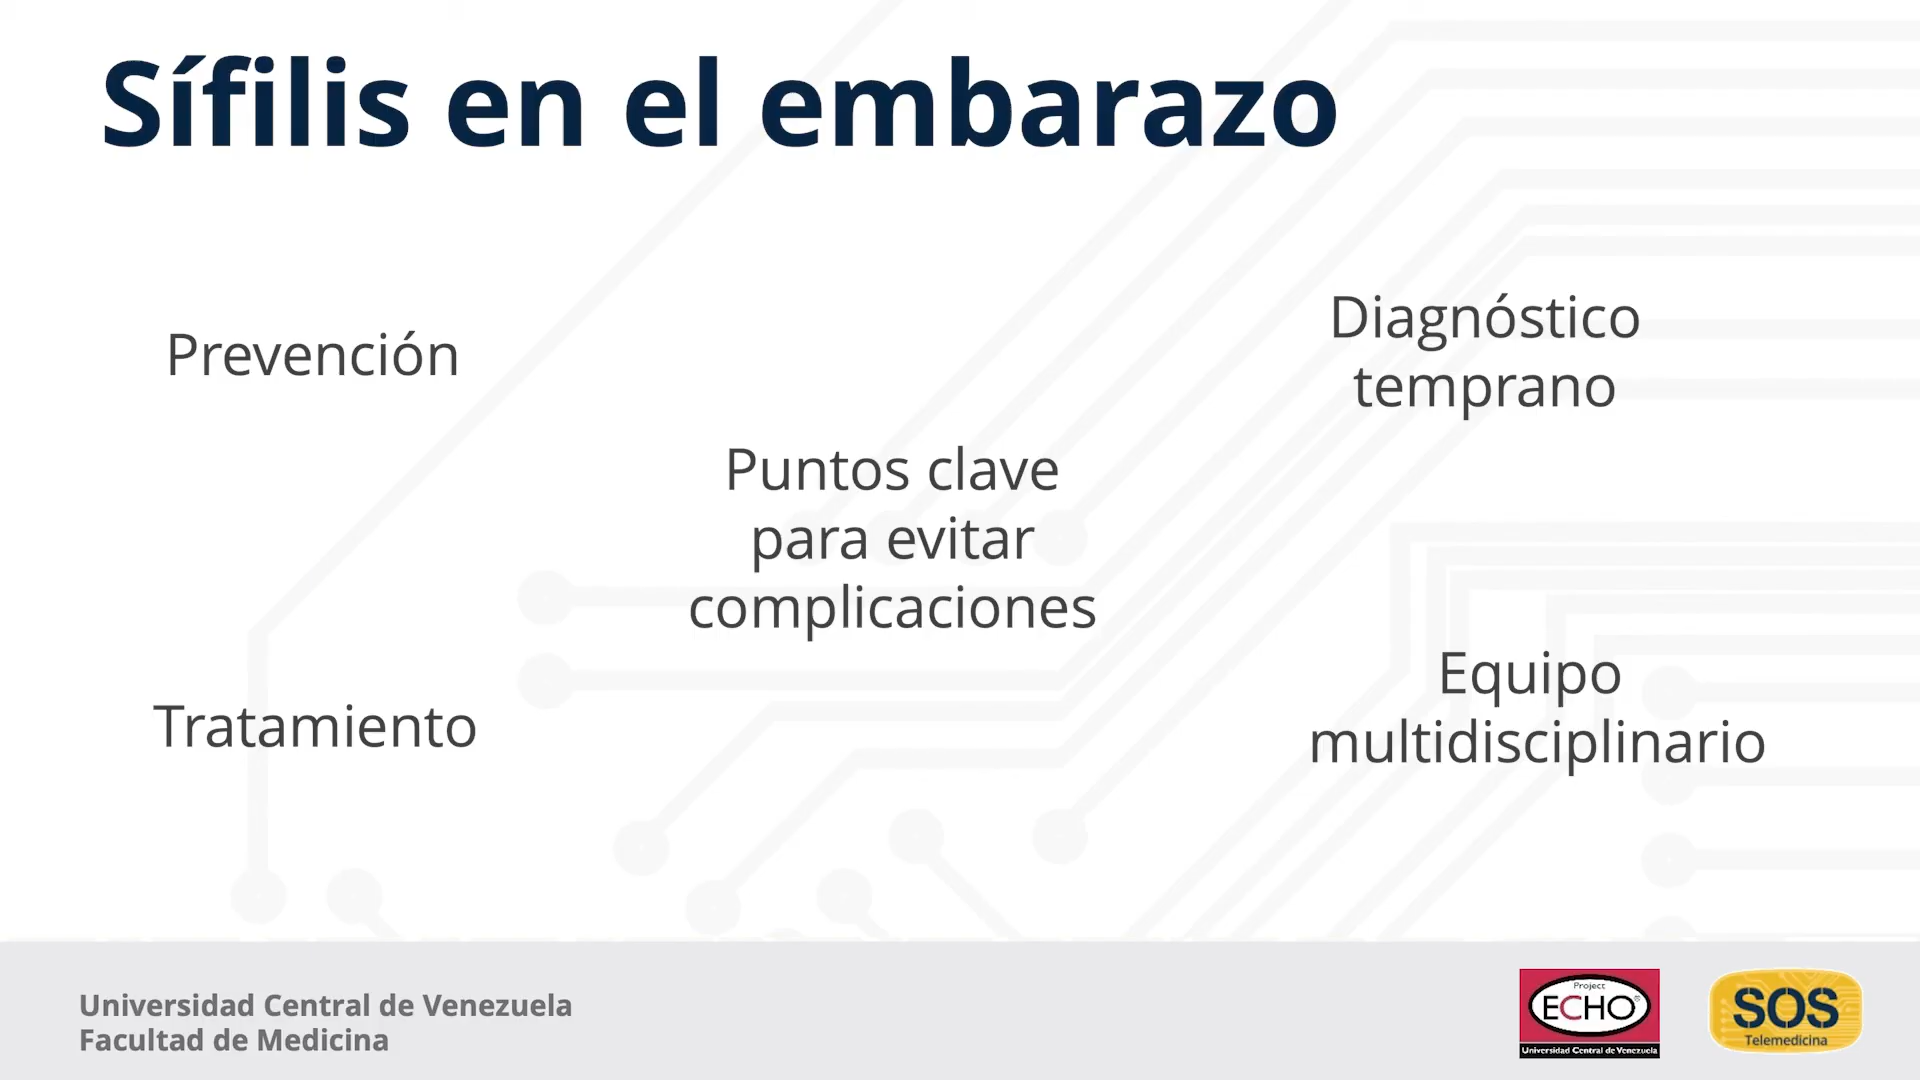 Sífilis en el embarazo
Prevención
Diagnóstico
temprano
Puntos clave
para evitar
complicaciones
Tratamiento
Equipo
multidisciplinario
Universidad Central de Venezuela
Facultad de Medicina
Project
ECHO®
Universidad Central de Venezuela
SOS
Telemedicina